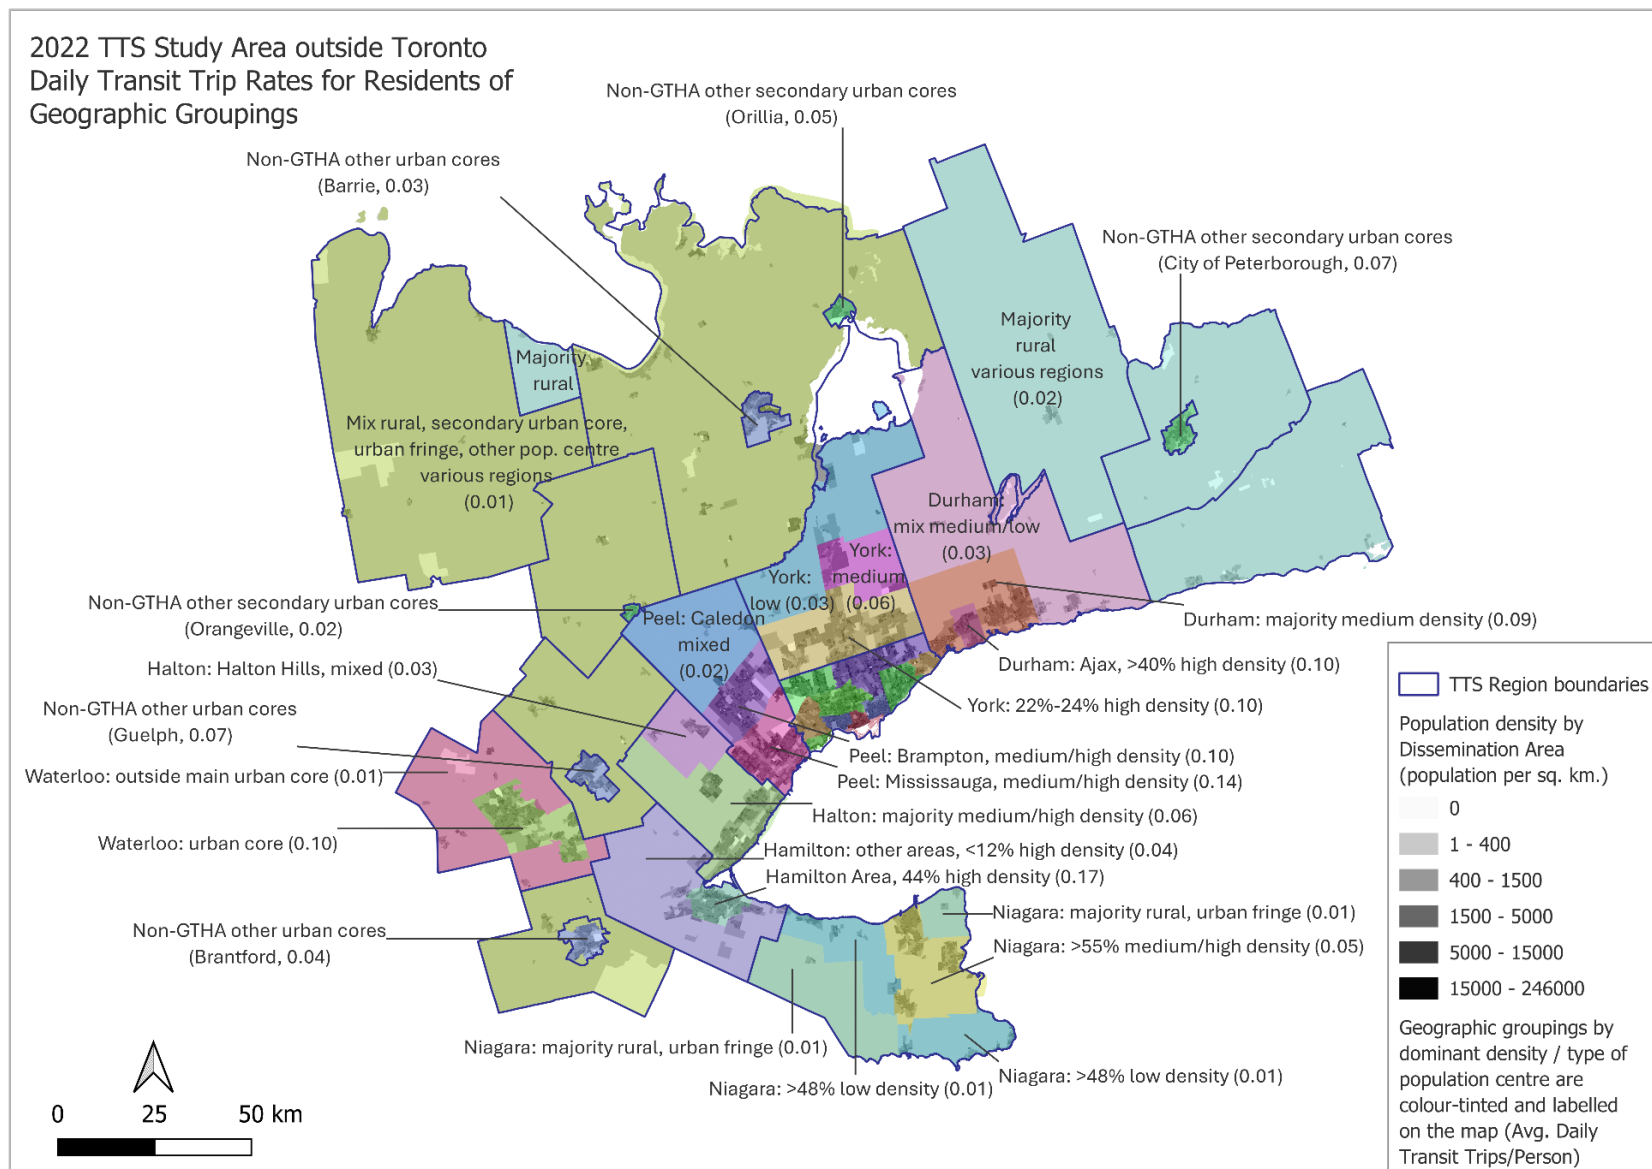 2022 TTS Study Area outside Toronto
Daily Transit Trip Rates for Residents of
Geographic Groupings
Non-GTHA other secondary urban cores
(Orillia, 0.05)
Non-GTHA other urban cores
(Barrie, 0.03)
Non-GTHA other secondary urban cores
(City of Peterborough, 0.07)
Majority
rural
various regions
(0.02)
Majority
rural
Mix rural, secondary urban core,
urban fringe, other pop. centre
various regions
(0.01)
Durham:
mix medium/low
(0.03)
York:
medium
(0.06)
York:
low (0.03)
Non-GTHA other secondary urban cores
(Orangeville, 0.02)
Peel: Caledon
mixed
(0.02)
Durham: majority medium density (0.09)
Halton: Halton Hills, mixed (0.03)
Durham: Ajax, >40% high density (0.10)
Non-GTHA other urban cores
(Guelph, 0.07)
York: 22%-24% high density (0.10)
Peel: Brampton, medium/high density (0.10)
Waterloo: outside main urban core (0.01)
Peel: Mississauga, medium/high density (0.14)
Halton: majority medium/high density (0.06)
Waterloo: urban core (0.10)
Hamilton: other areas, <12% high density (0.04)
Hamilton Area, 44% high density (0.17)
Niagara: majority rural, urban fringe (0.01)
Non-GTHA other urban cores
(Brantford, 0.04)
Niagara: >55% medium/high density (0.05)
Niagara: majority rural, urban fringe (0.01)
Niagara: >48% low density (0.01)
Niagara: >48% low density (0.01)
0 25 50 km
TTS Region boundaries
Population density by
Dissemination Area
(population per sq. km.)
0
1 - 400
400 - 1500
1500 - 5000
5000 - 15000
15000 - 246000
Geographic groupings by
dominant density / type of
population centre are
colour-tinted and labelled
on the map (Avg. Daily
Transit Trips/Person)